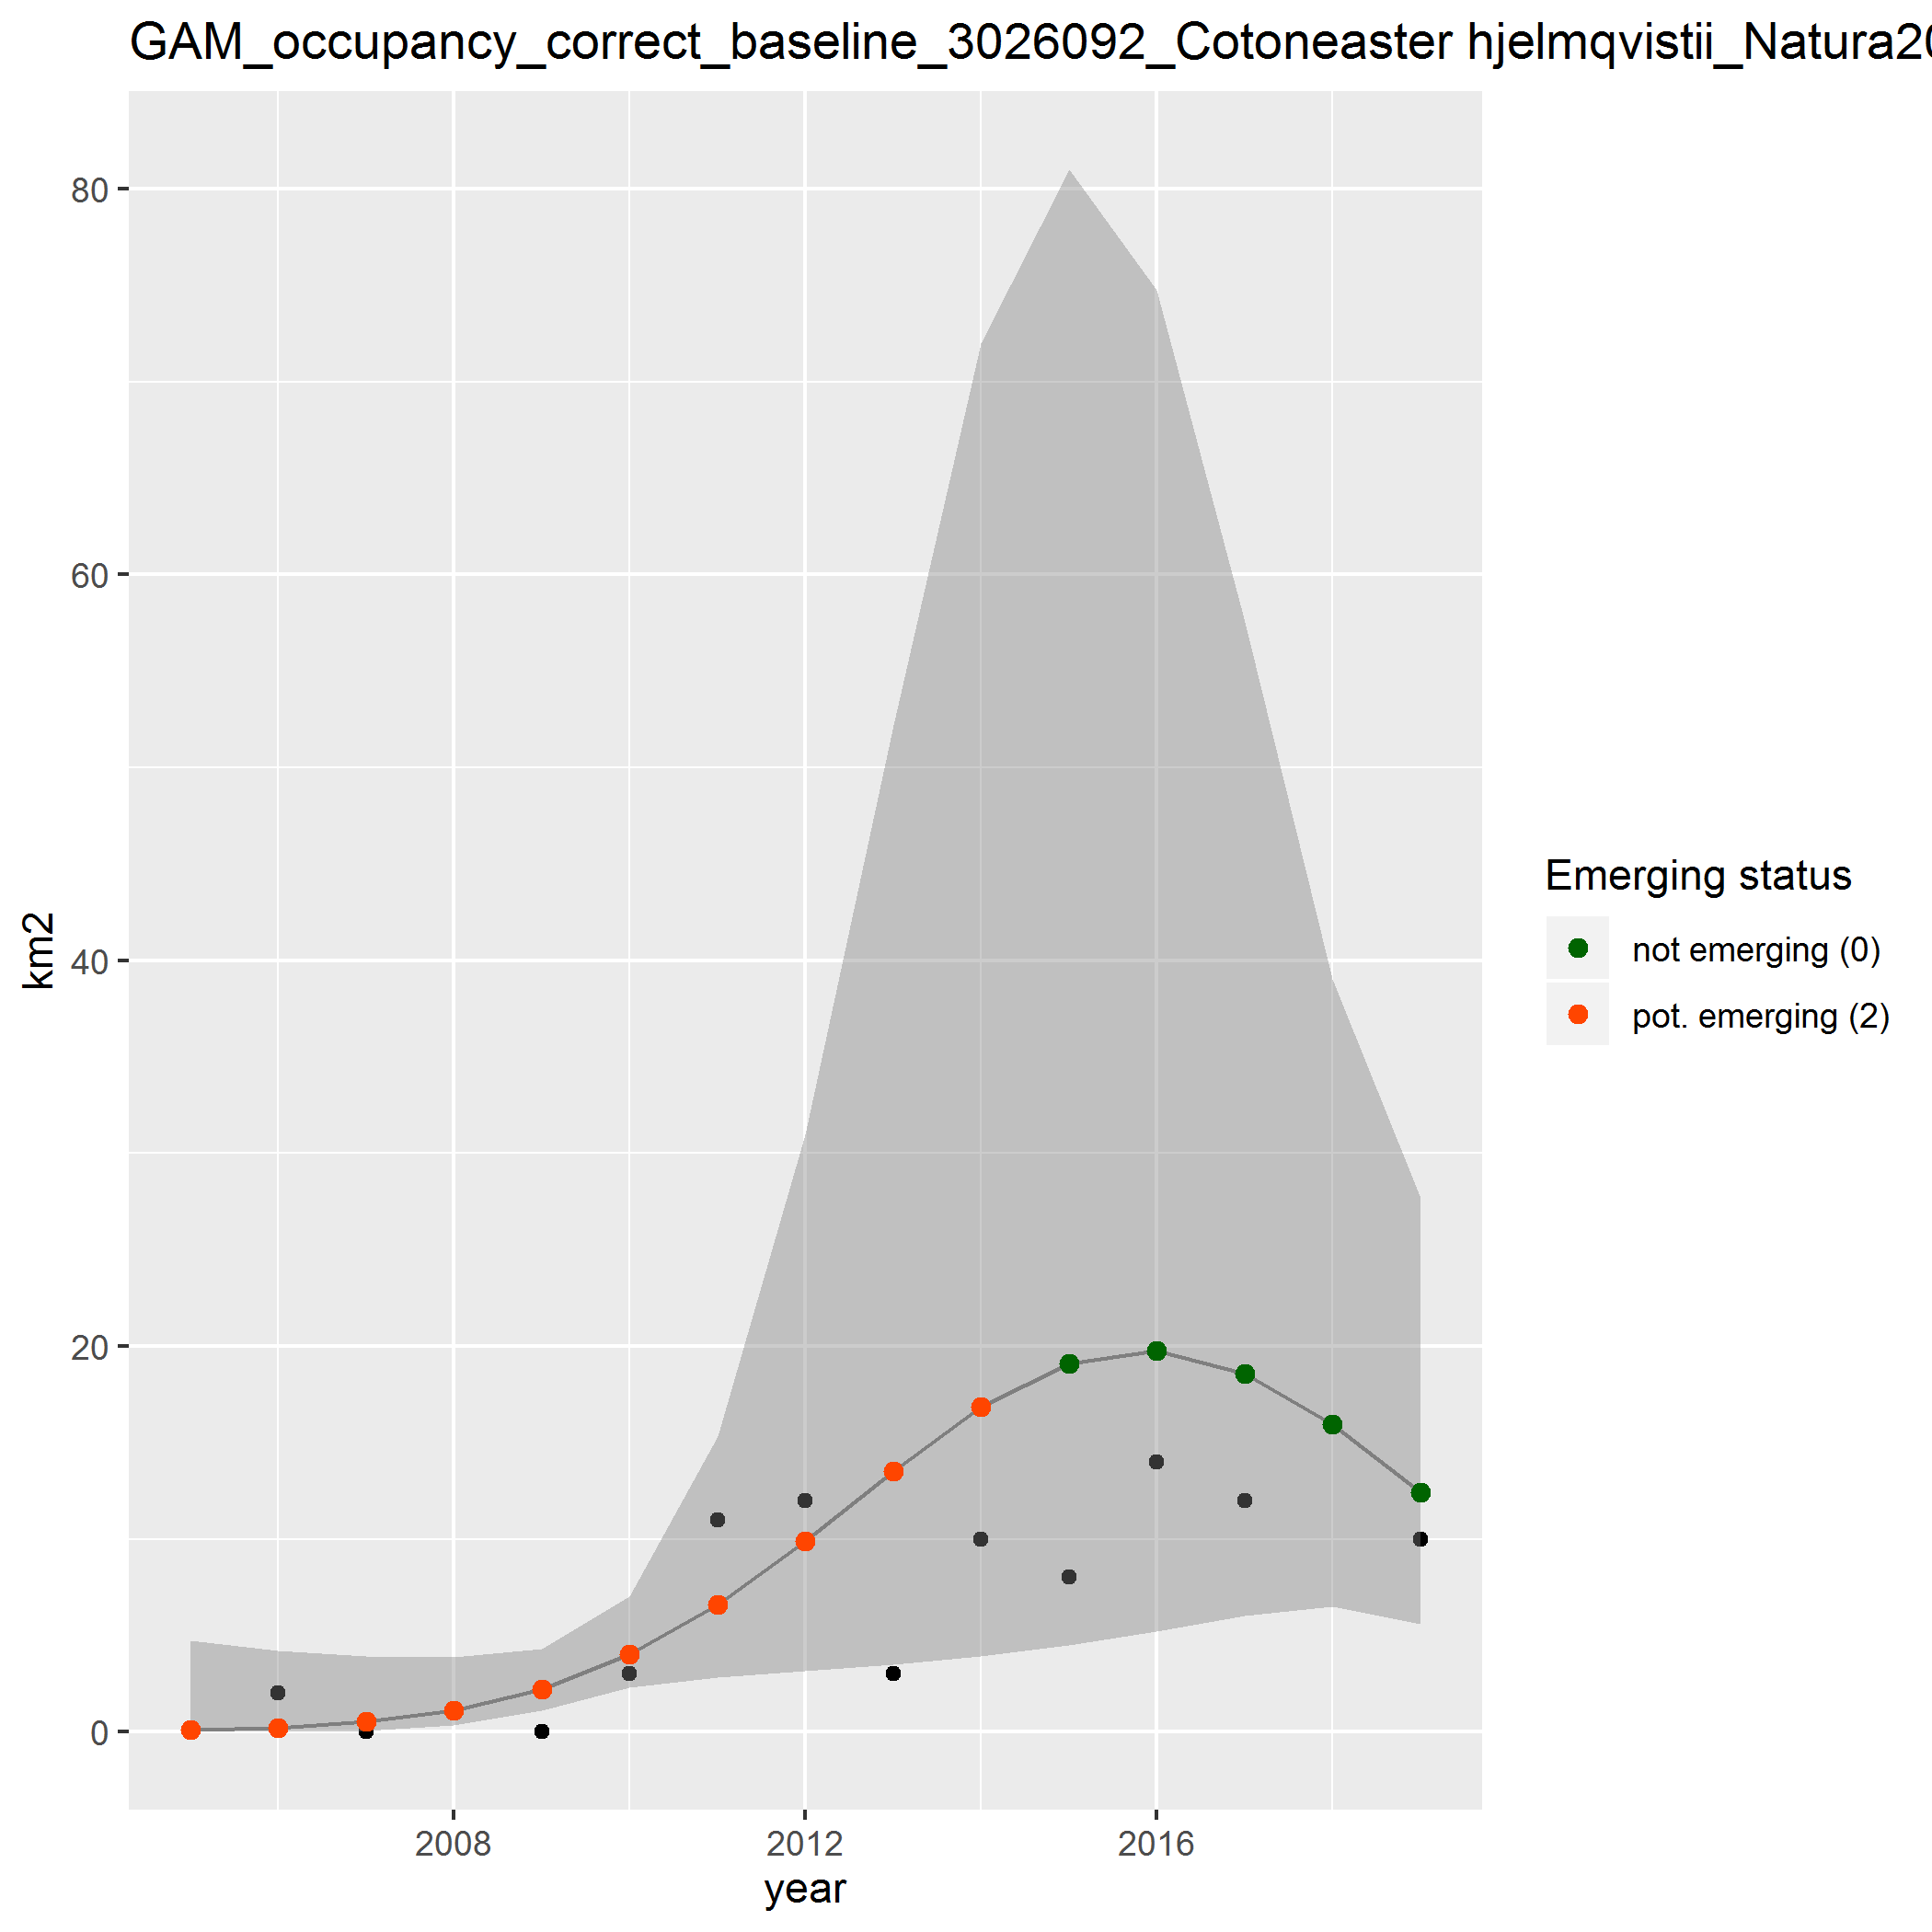 GAM_occupancy_correct_baseline_3026092_Cotoneaster hjelmqvistii_Natura20
80
60
40
20
0
km2
2008
2012
2016
year
Emerging status
not emerging (0)
pot. emerging (2)